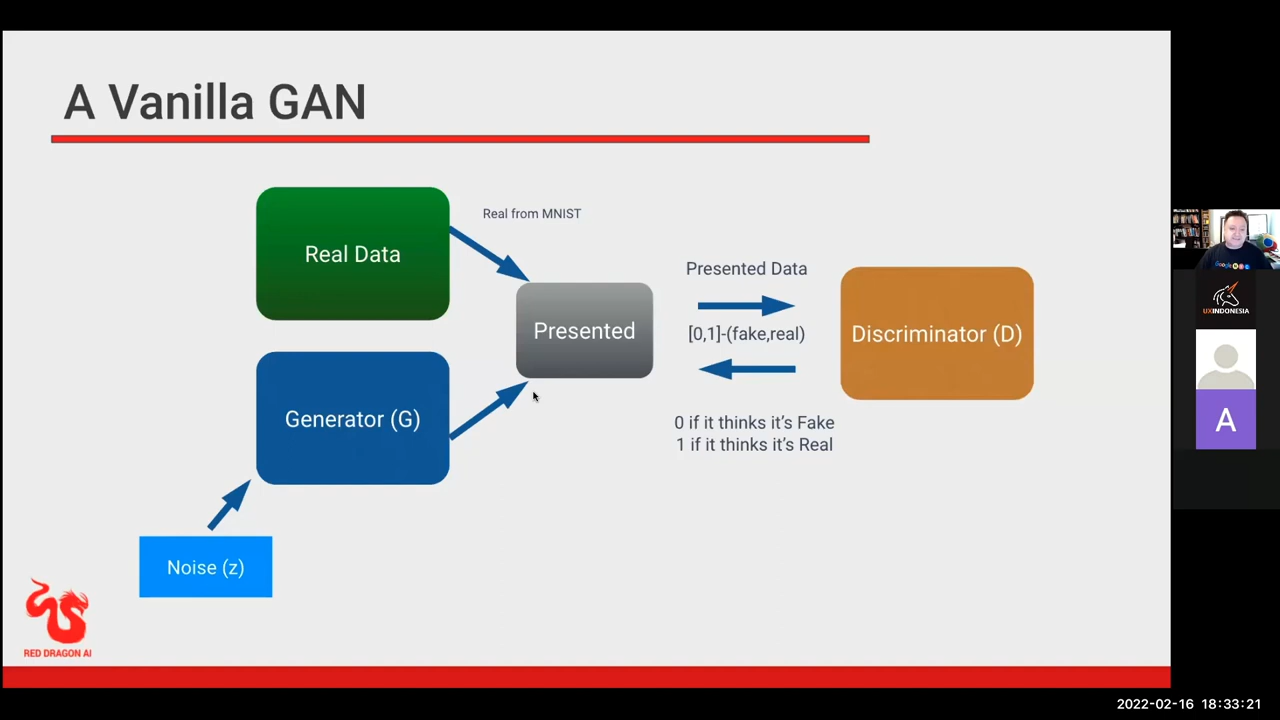 A Vanilla GAN
Real Data
Real from MNIST
Presented
Presented Data
[0,1]-(fake,real)
Discriminator (D)
0 if it thinks it's Fake
1 if it thinks it's Real
Generator (G)
Noise (z)
RED DRAGON AI
UXINDONESIA
A
2022-02-16 18:33:21